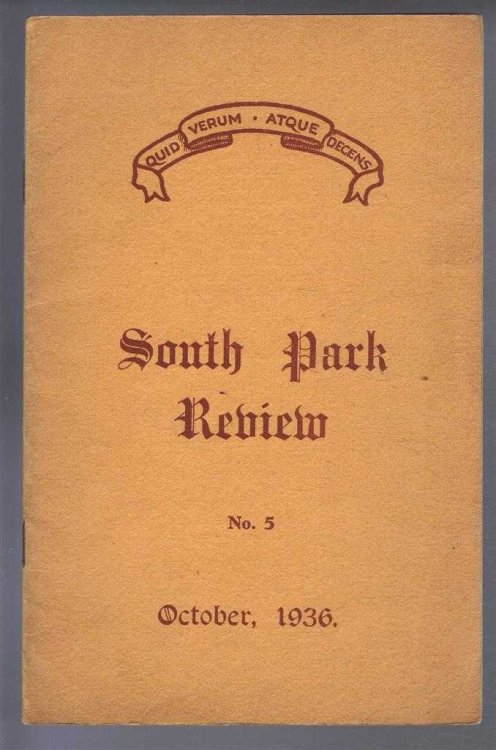 QUID VERUM · ATQUE DECENS
South Park
Review
No. 5
October, 1936.